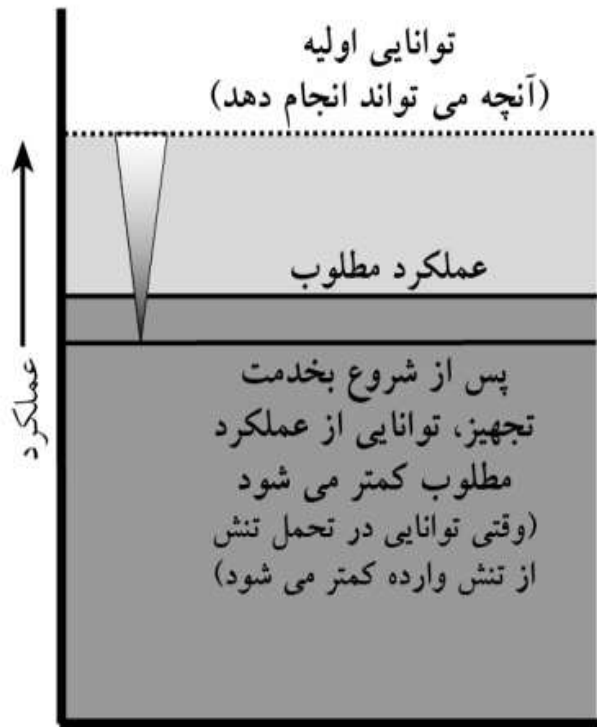 توانایی اولیه
(آنچه می تواند انجام دهد)
عملکرد مطلوب
پس از شروع بخدمت
تجهیز، توانایی از عملکرد
مطلوب کمتر می شود
(وقتی توانایی در تحمل تنش
از تنش وارده کمتر می شود)
عملکرد